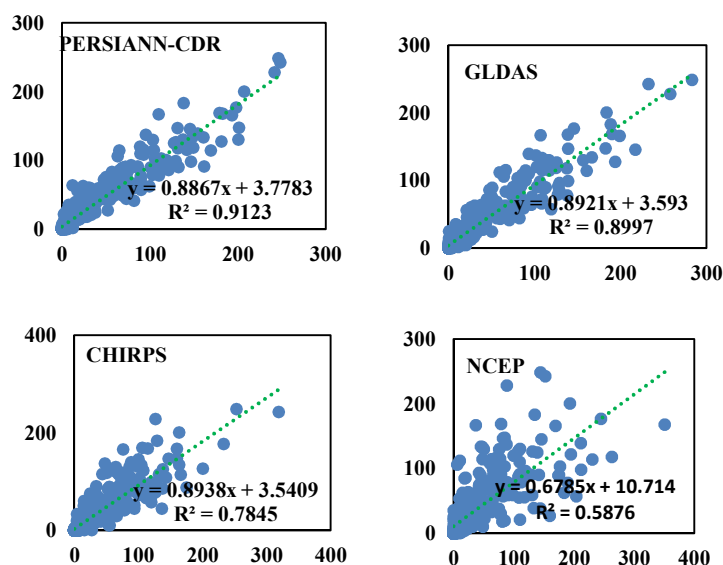 300
PERSIANN-CDR
200
100
y = 0.8867x + 3.7783
R² = 0.9123
0
0 100 200 300
300
GLDAS
200
100
y = 0.8921x + 3.593
R² = 0.8997
0
0 100 200 300
400
CHIRPS
200
y = 0.8938x + 3.5409
R² = 0.7845
0
0 100 200 300 400
300
NCEP
200
100
y = 0.6785x + 10.714
R² = 0.5876
0
0 100 200 300 400